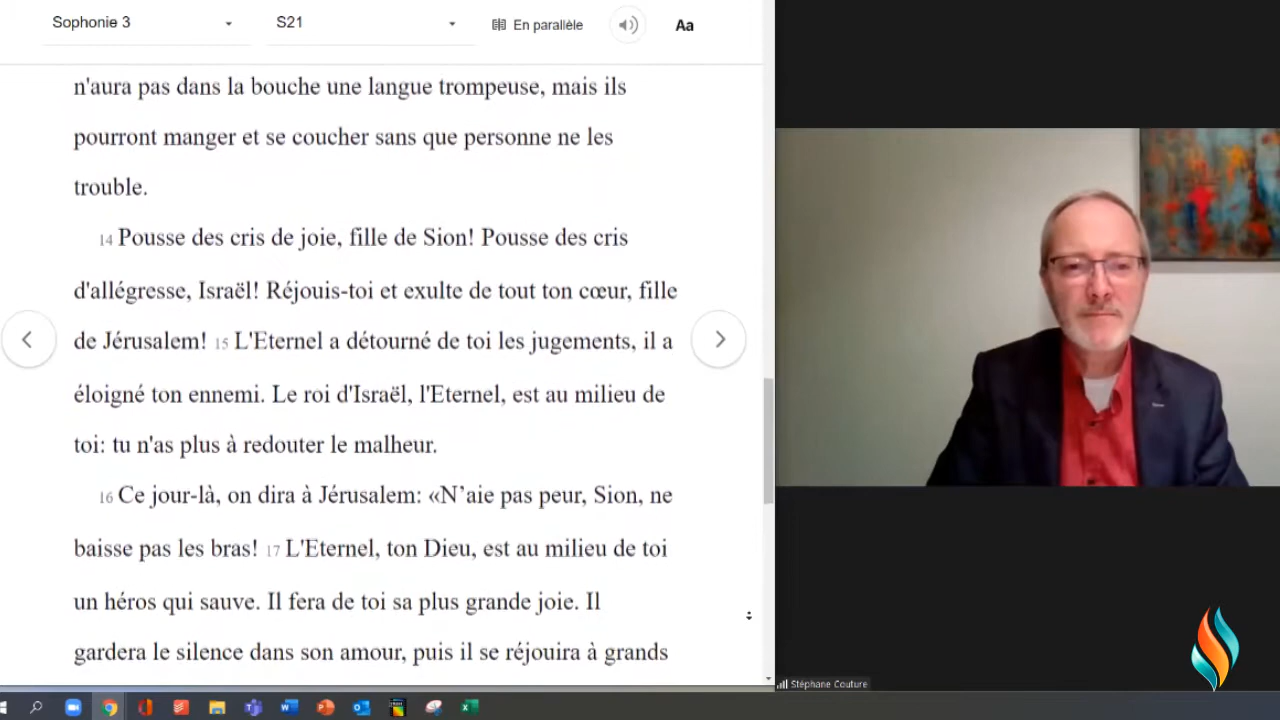 Sophonie 3
S21
En parallèle
Aa
n'aura pas dans la bouche une langue trompeuse, mais ils
pourront manger et se coucher sans que personne ne les
trouble.
14 Pousse des cris de joie, fille de Sion! Pousse des cris
d'allégresse, Israël! Réjouis-toi et exulte de tout ton cœur, fille
de Jérusalem! 15 L'Eternel a détourné de toi les jugements, il a
éloigné ton ennemi. Le roi d'Israël, l'Eternel, est au milieu de
toi: tu n'as plus à redouter le malheur.
16 Ce jour-là, on dira à Jérusalem: «N’aie pas peur, Sion, ne
baisse pas les bras! 17 L'Eternel, ton Dieu, est au milieu de toi
un héros qui sauve. Il fera de toi sa plus grande joie. Il
gardera le silence dans son amour, puis il se réjouira à grands
Stéphane Couture